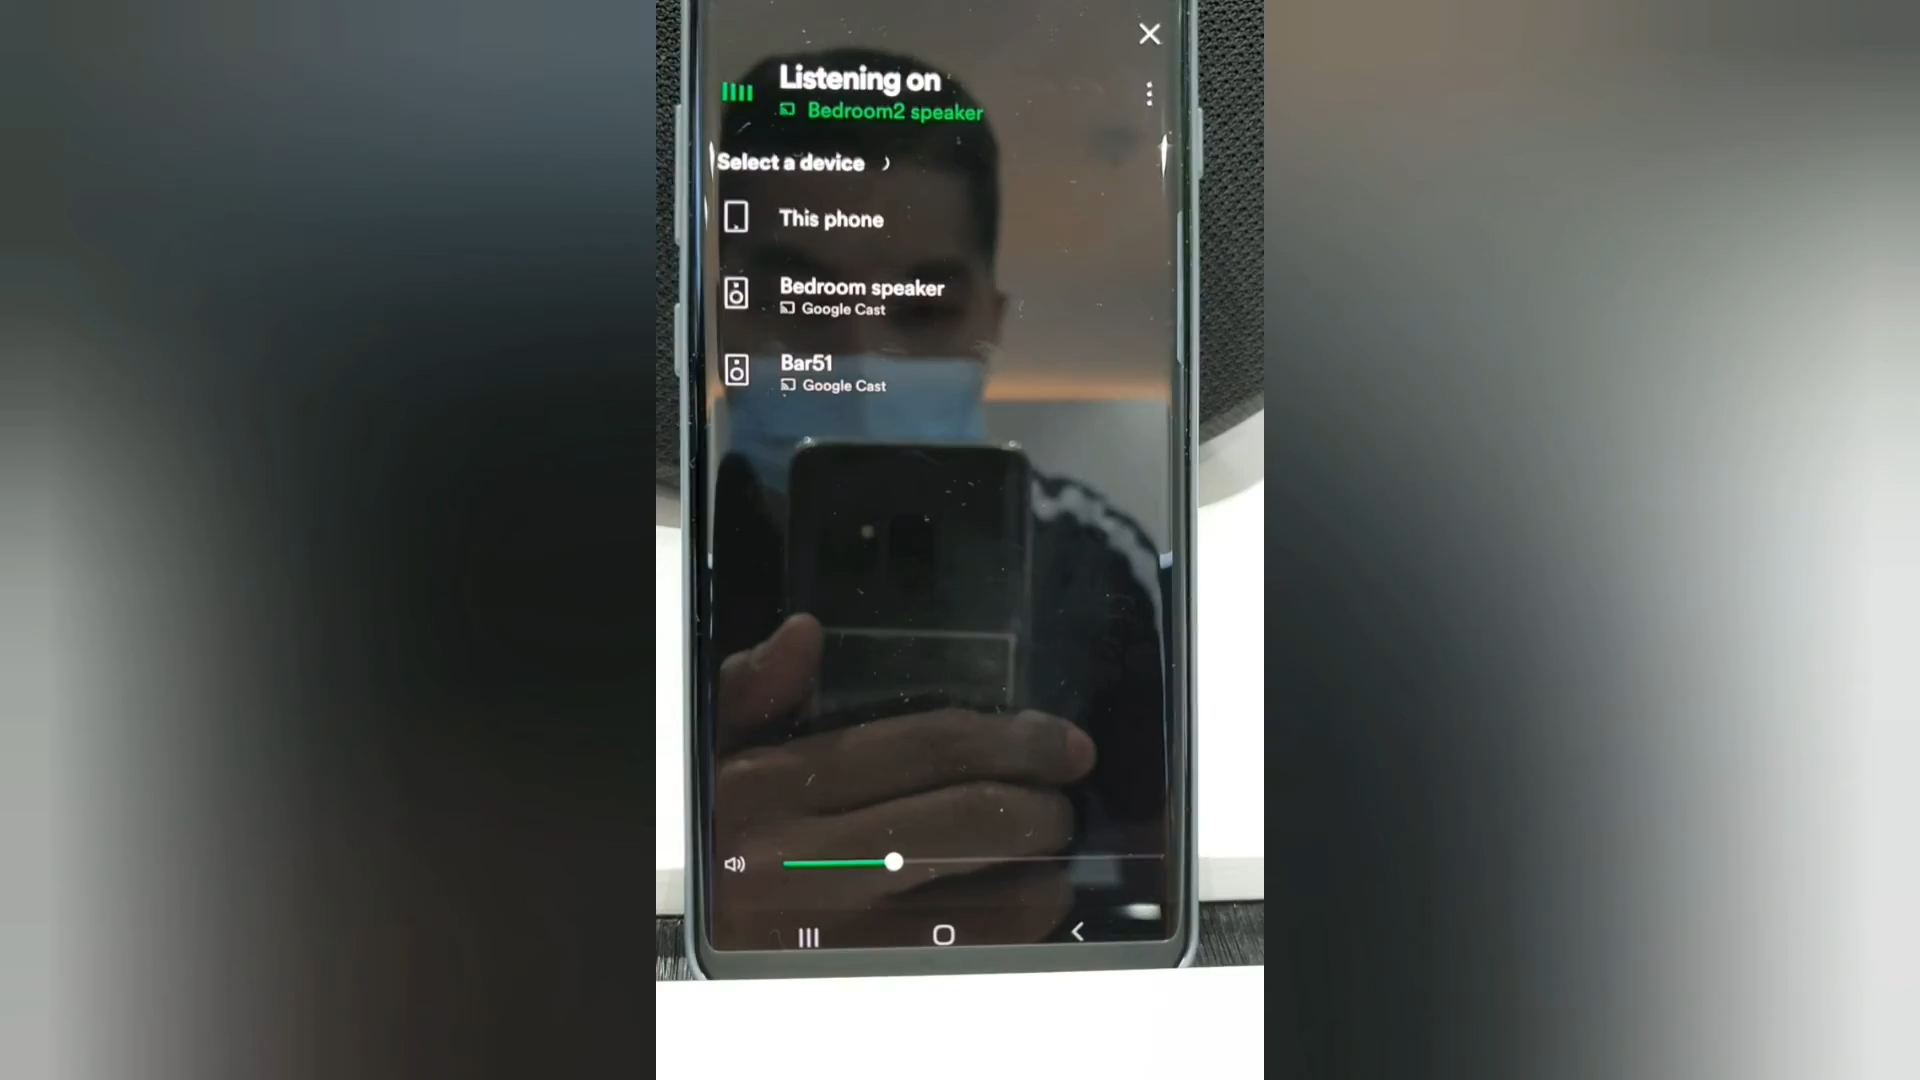 Listening on
Bedroom2 speaker
Select a device
This phone
Bedroom speaker
Google Cast
Bar51
Google Cast